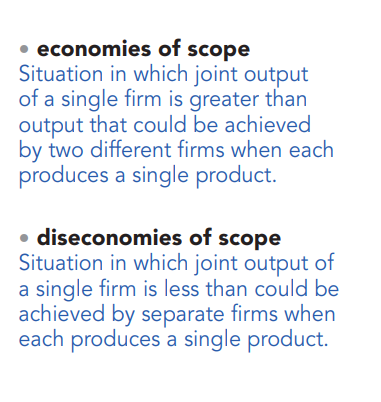 • economies of scope
Situation in which joint output
of a single firm is greater than
output that could be achieved
by two different firms when each
produces a single product.
• diseconomies of scope
Situation in which joint output of
a single firm is less than could be
achieved by separate firms when
each produces a single product.